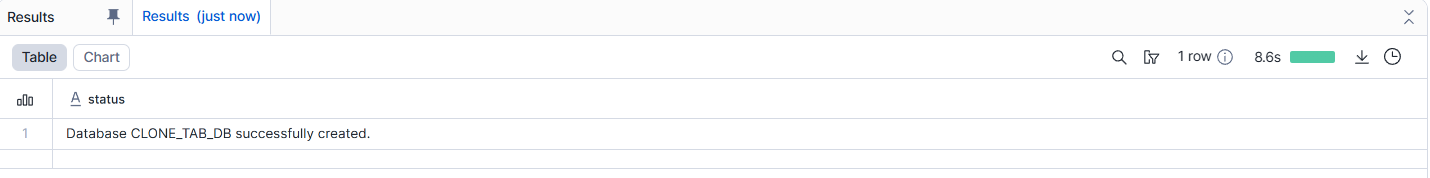 Results Results (just now)
Table Chart 1 row 8.6s
A status
1 Database CLONE_TAB_DB successfully created.